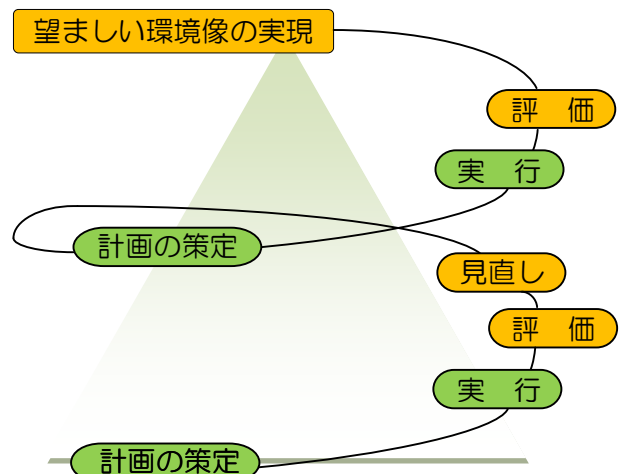 望ましい環境像の実現
評　価
実　行
計画の策定
見直し
評　価
実　行
計画の策定